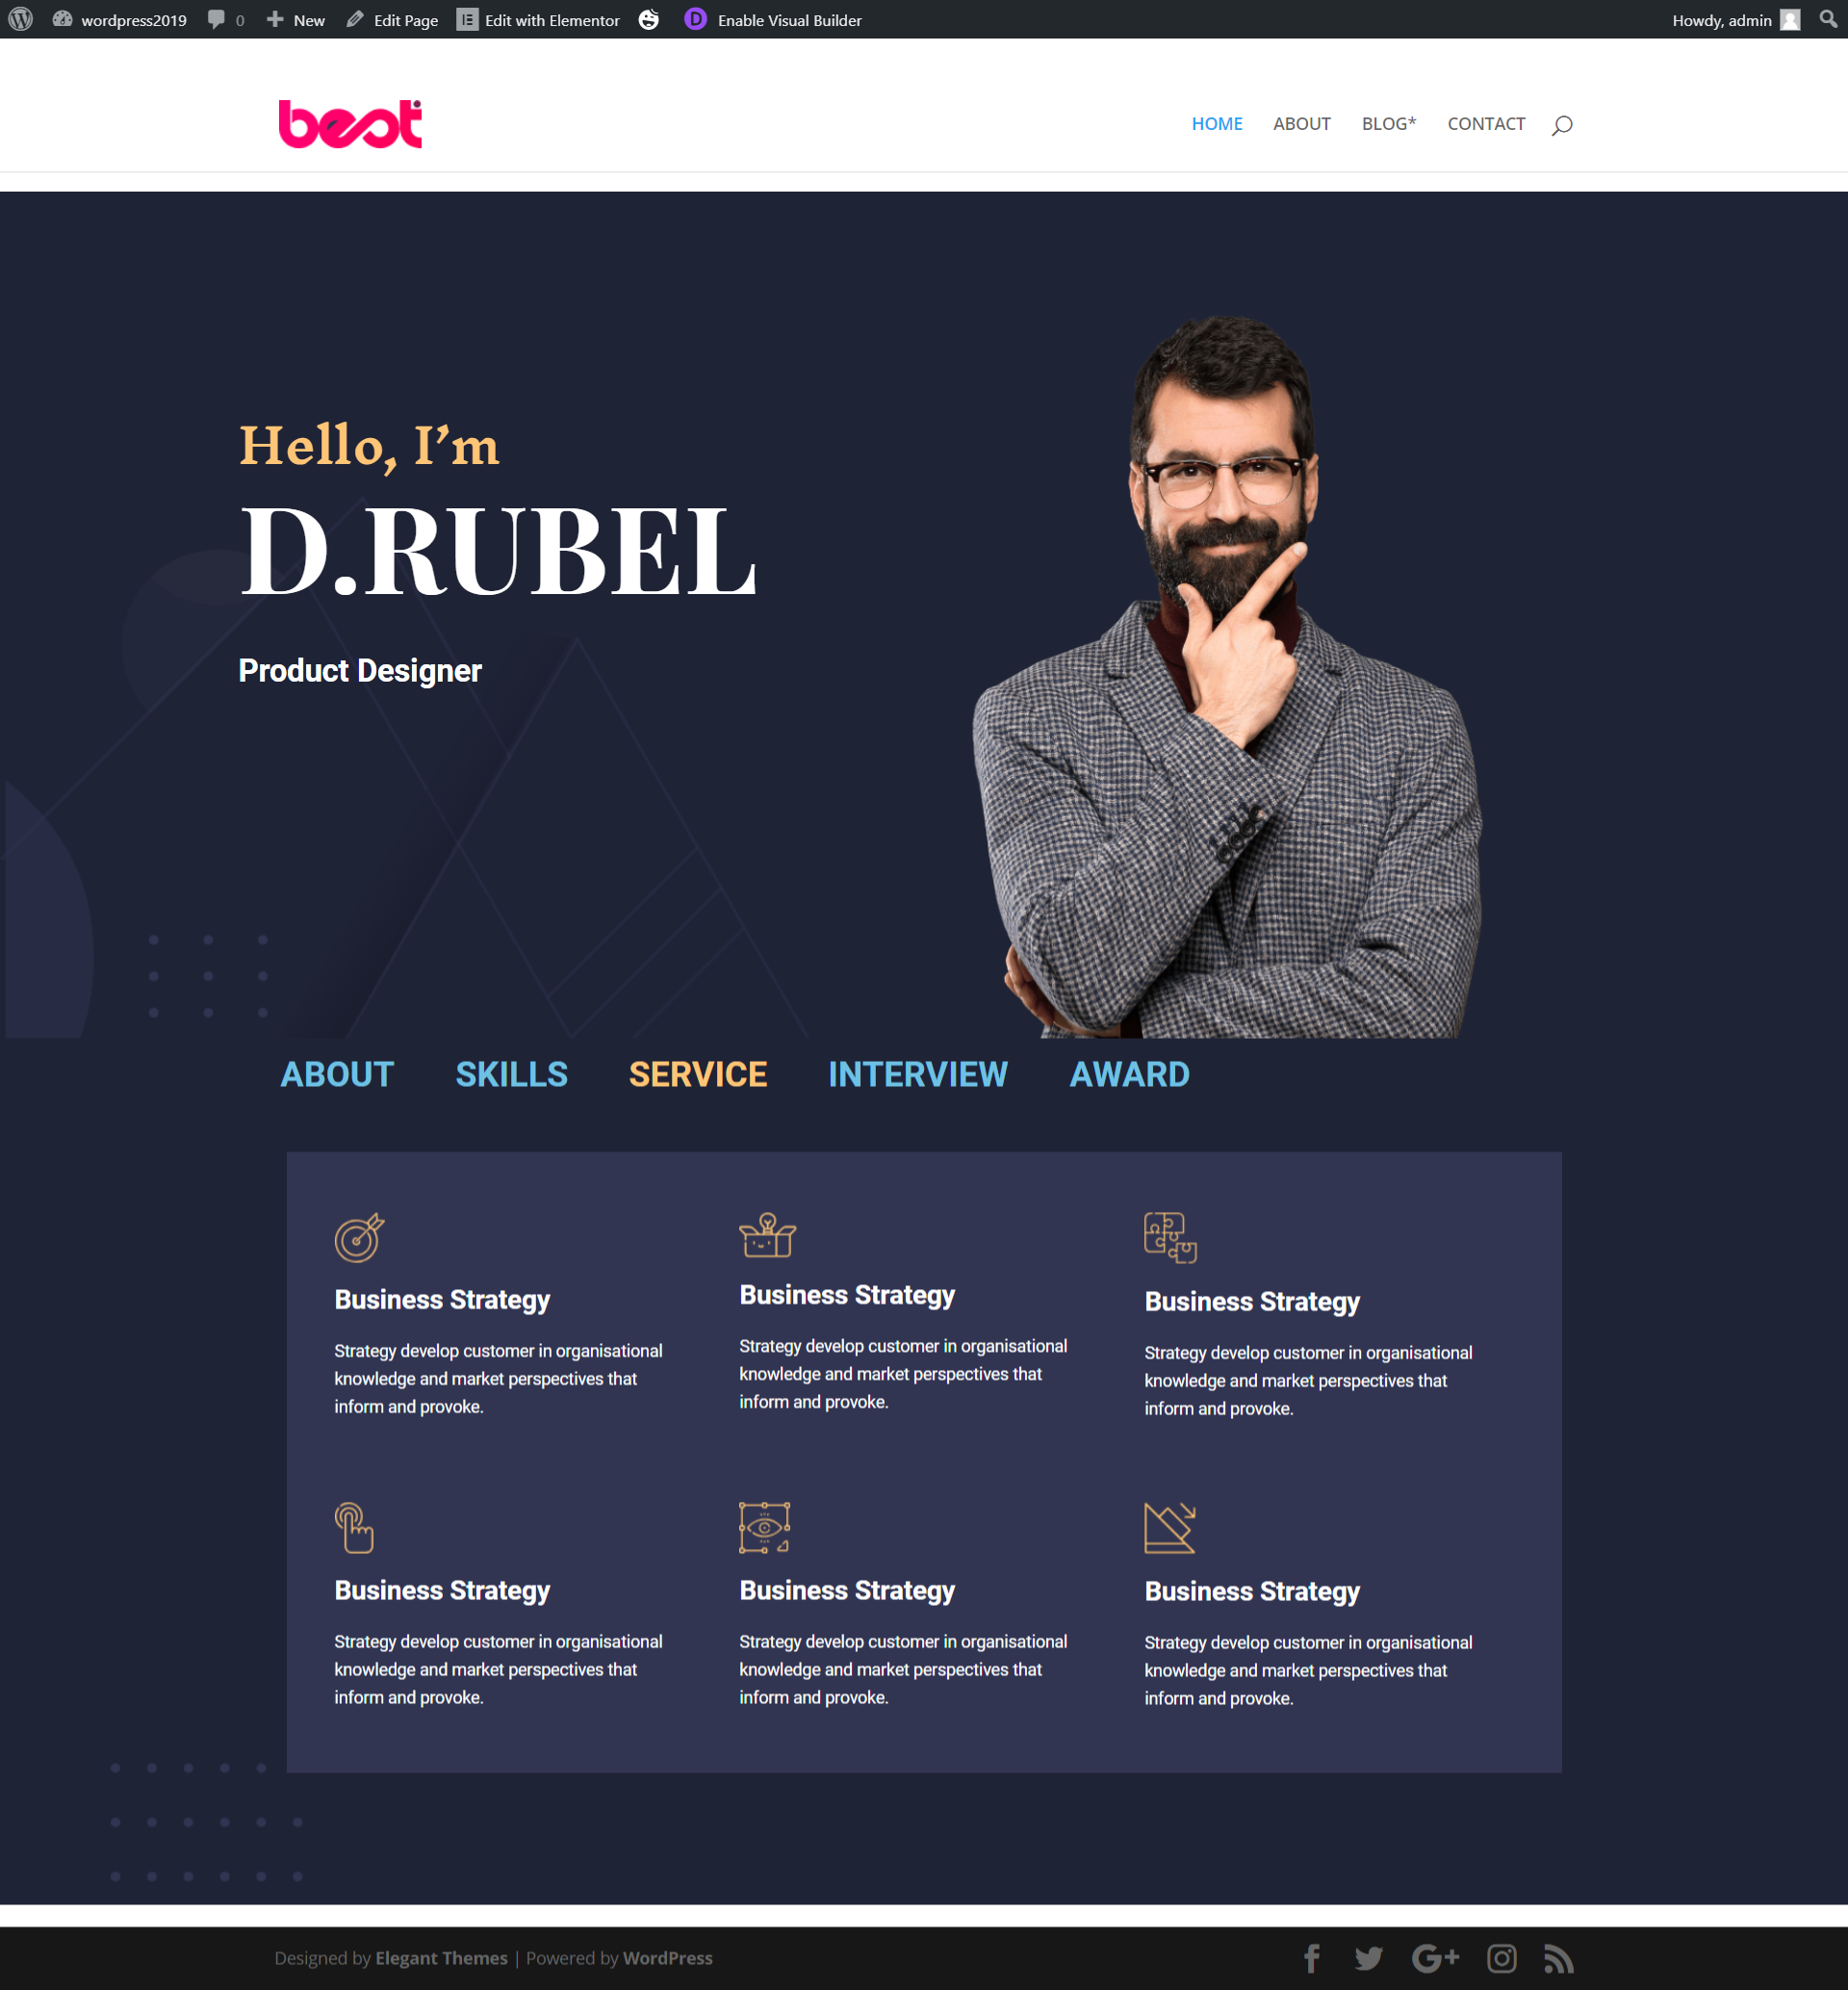 wordpress2019 0 New Edit Page Edit with Elementor D Enable Visual Builder Howdy, admin
best
HOME ABOUT BLOG* CONTACT
Hello, I’m
D.RUBEL
Product Designer
ABOUT SKILLS SERVICE INTERVIEW AWARD
Business Strategy
Strategy develop customer in organisational
knowledge and market perspectives that
inform and provoke.
Business Strategy
Strategy develop customer in organisational
knowledge and market perspectives that
inform and provoke.
Business Strategy
Strategy develop customer in organisational
knowledge and market perspectives that
inform and provoke.
Business Strategy
Strategy develop customer in organisational
knowledge and market perspectives that
inform and provoke.
Business Strategy
Strategy develop customer in organisational
knowledge and market perspectives that
inform and provoke.
Business Strategy
Strategy develop customer in organisational
knowledge and market perspectives that
inform and provoke.
Designed by Elegant Themes | Powered by WordPress